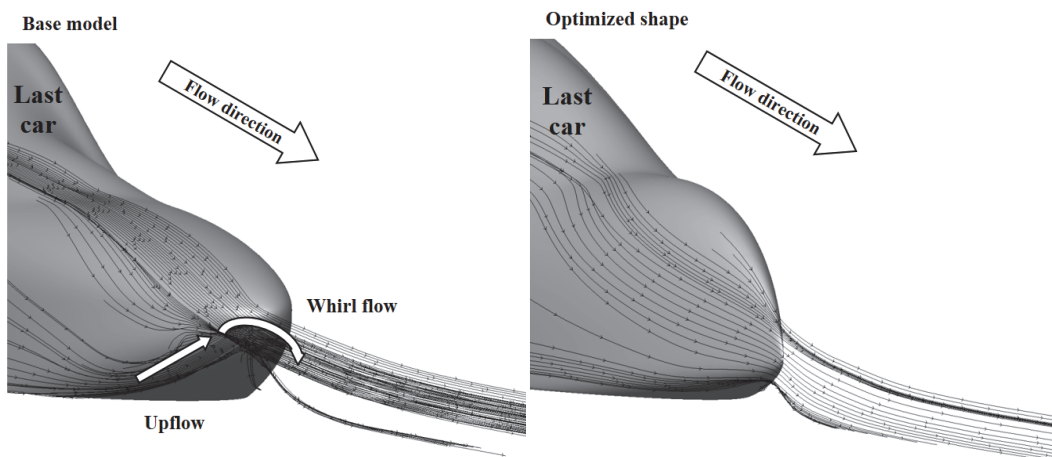 Base model
Last
car
Flow direction
Whirl flow
Upflow
Optimized shape
Last
car
Flow direction